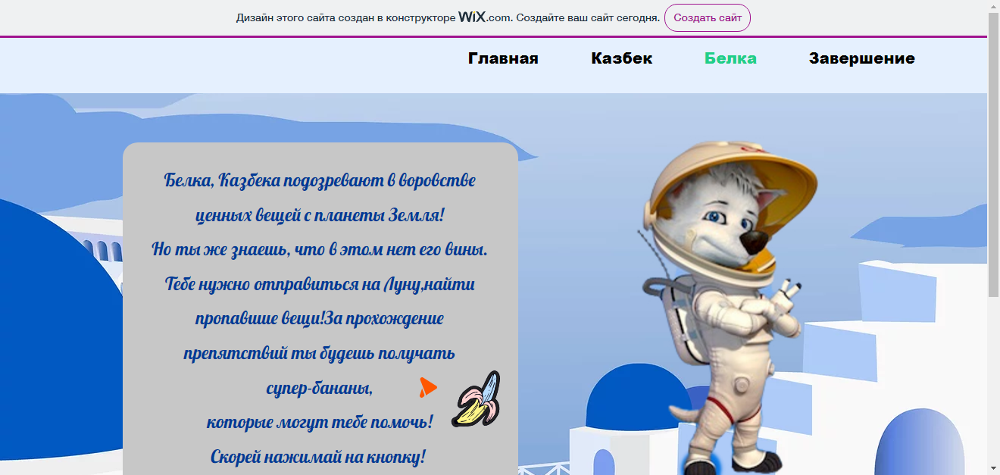 Дизайн этого сайта создан в конструкторе WiX.com. Создайте ваш сайт сегодня. Создать сайт
Главная Казбек Белка Завершение
Белка, Казбека подозревают в воровстве
ценных вещей с планеты Земля!
Но ты же знаешь, что в этом нет его вины.
Тебе нужно отправиться на Луну,найти
пропавшие вещи!За прохождение
препятствий ты будешь получать
супер-бананы,
которые могут тебе помочь!
Скорей нажимай на кнопку!